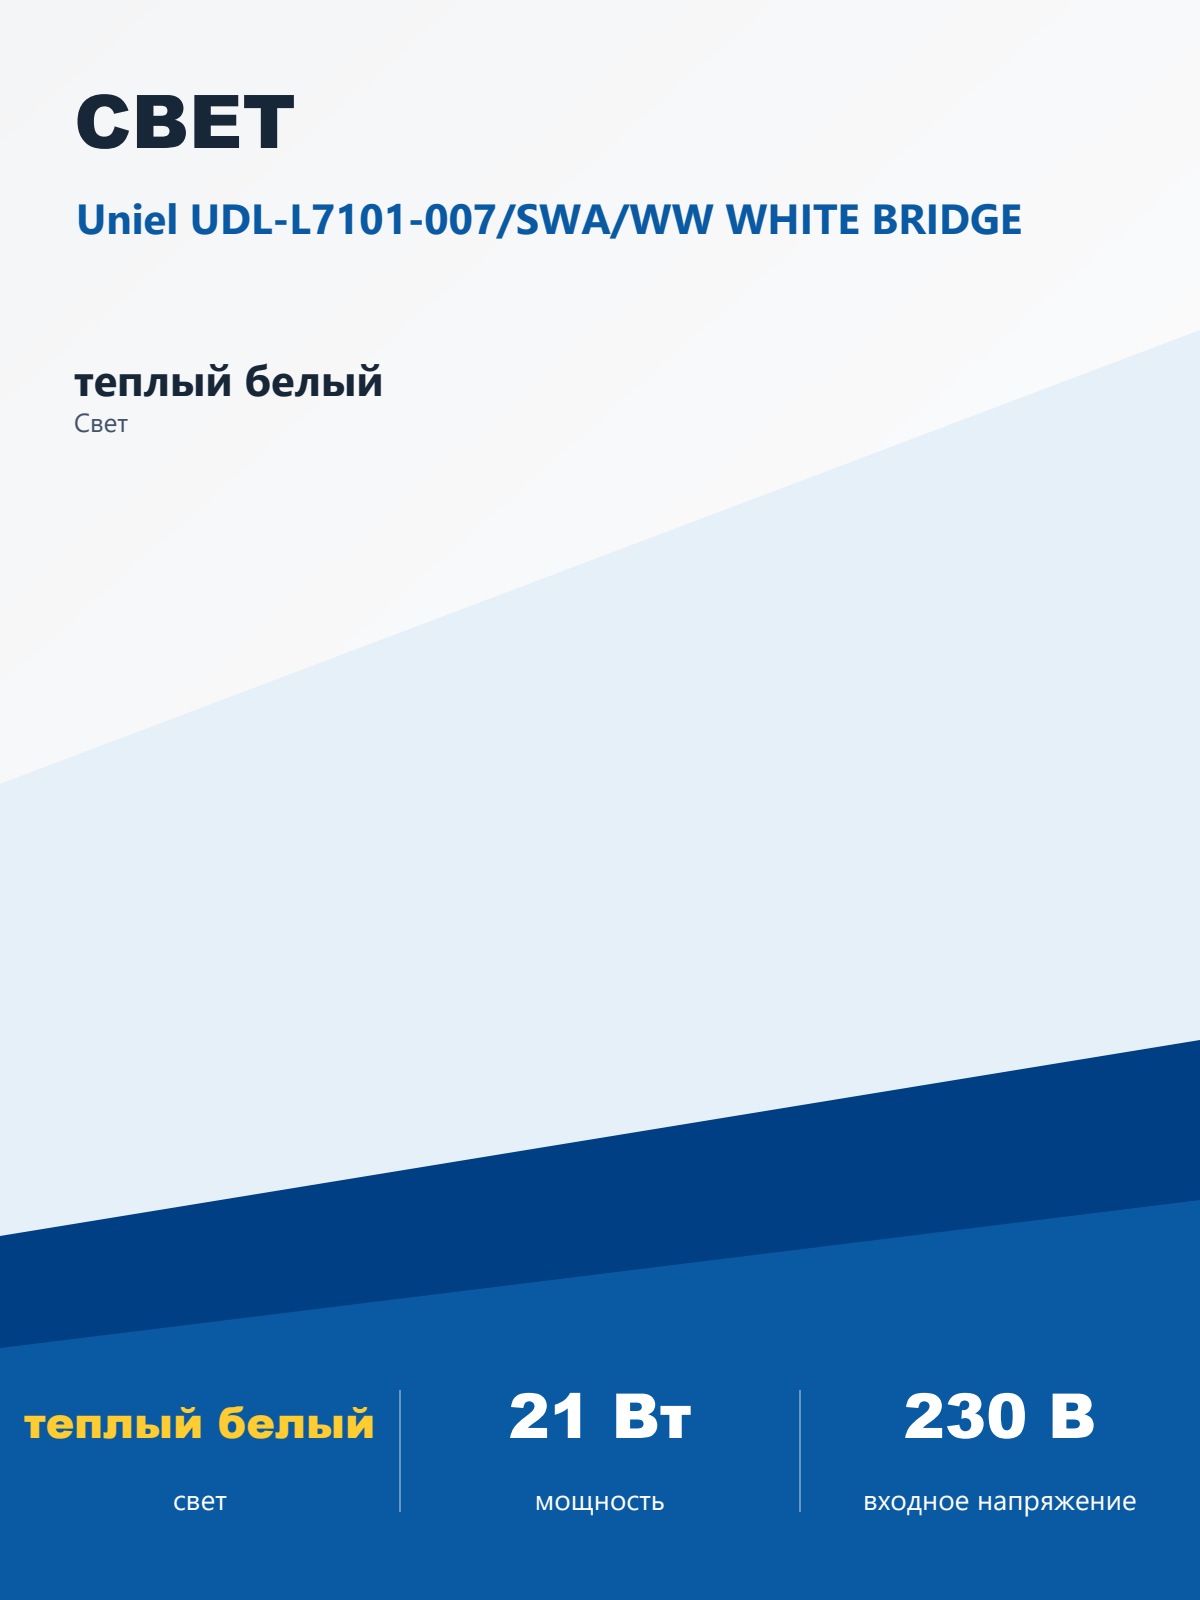 СВЕТ
Uniel UDL-L7101-007/SWA/WW WHITE BRIDGE
теплый белый
Свет
теплый белый
свет
21 Вт
мощность
230 В
входное напряжение